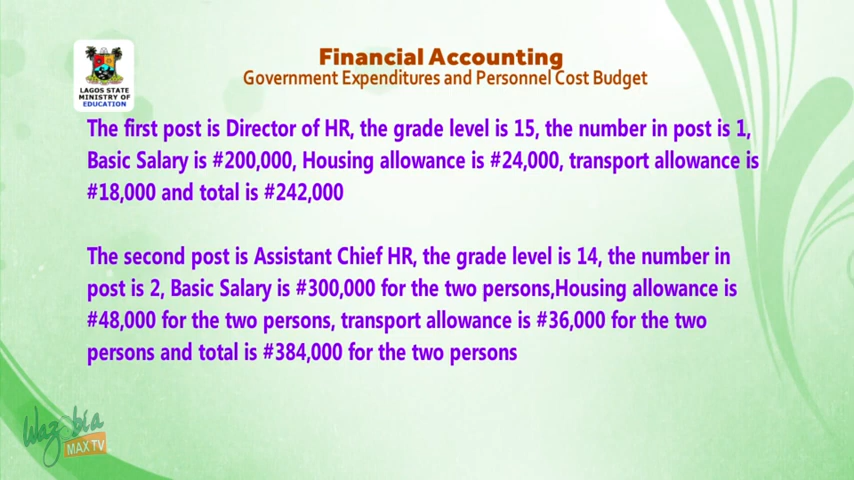 Financial Accounting
Government Expenditures and Personnel Cost Budget
LAGOS STATE
MINISTRY OF
EDUCATION
The first post is Director of HR, the grade level is 15, the number in post is 1,
Basic Salary is #200,000, Housing allowance is #24,000, transport allowance is
#18,000 and total is #242,000
The second post is Assistant Chief HR, the grade level is 14, the number in
post is 2, Basic Salary is #300,000 for the two persons,Housing allowance is
#48,000 for the two persons, transport allowance is #36,000 for the two
persons and total is #384,000 for the two persons
Wazobia
MAX TV